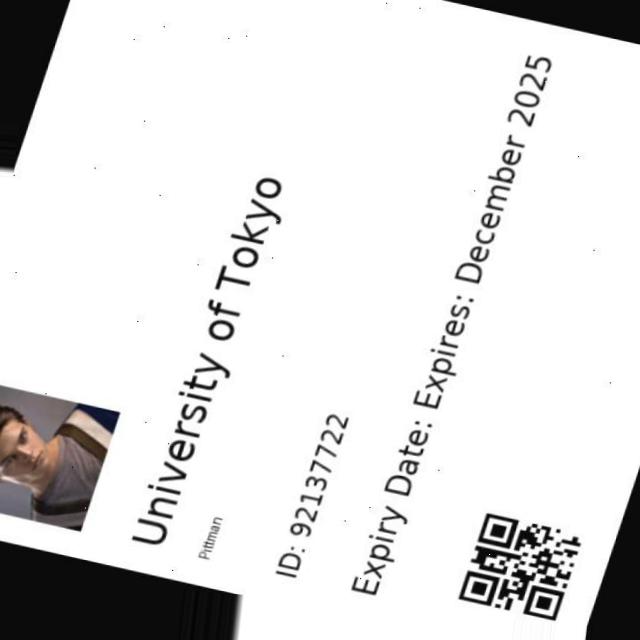 University of Tokyo
Pittman
ID: 92137722
Expiry Date: Expires: December 2025